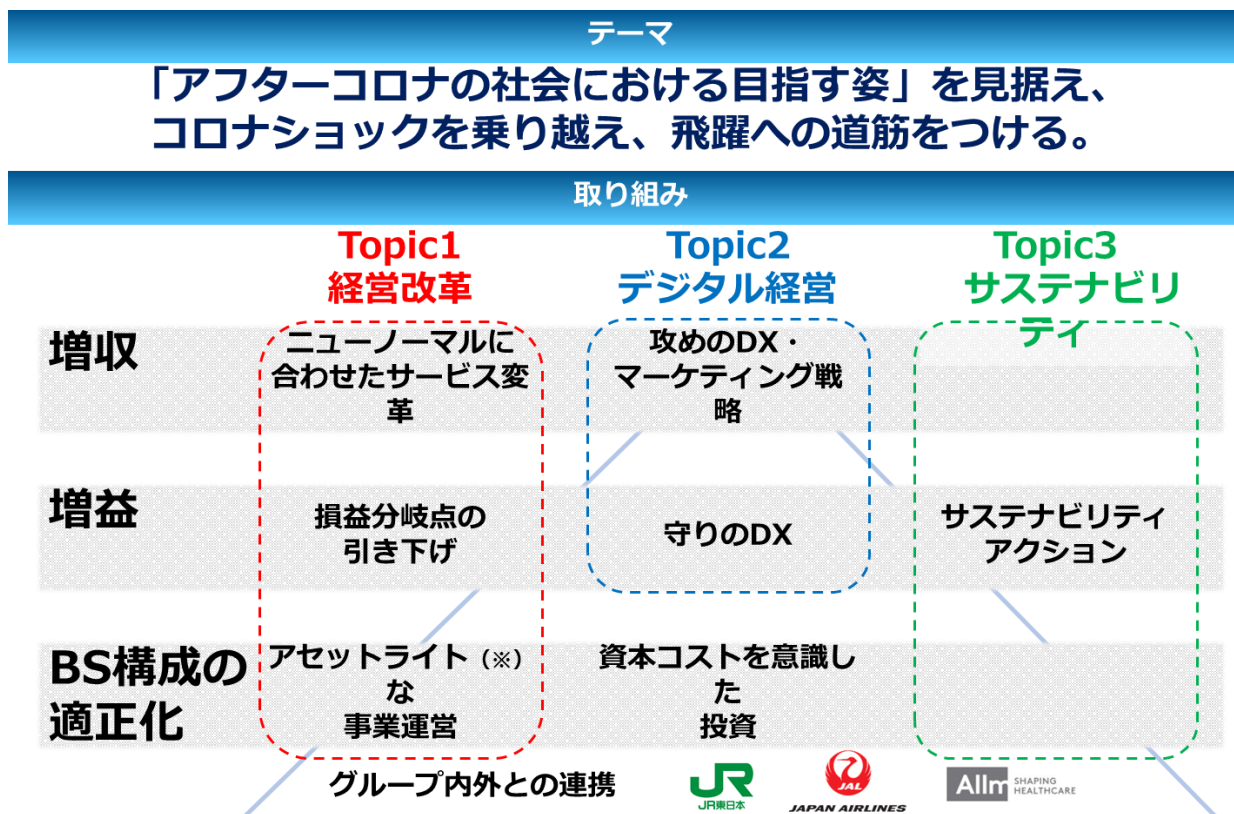 テーマ
「アフターコロナの社会における目指す姿」を見据え、
コロナショックを乗り越え、飛躍への道筋をつける。
取り組み
Topic1
経営改革
Topic2
デジタル経営
Topic3
サステナビリ
ティ
増収
ニューノーマルに
合わせたサービス変
革
攻めのDX・
マーケティング戦
略
増益
損益分岐点の
引き下げ
守りのDX
サステナビリティ
アクション
BS構成の
適正化
アセットライト（※）
な
事業運営
資本コストを意識し
た
投資
グループ内外との連携
JR
JR東日本
JAL
JAPAN AIRLINES
Allm
SHAPING
HEALTHCARE